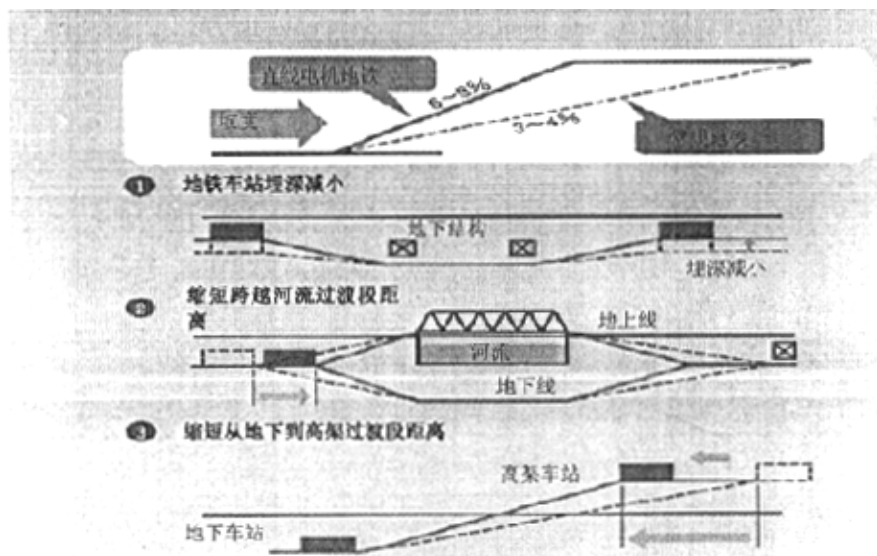 直线电机地铁
6~8%
3~4%
① 地铁车站埋深减小
地下结构
埋深减小
② 缩短跨越河流过渡段距
离
地上线
河流
地下线
③ 缩短从地下到高架过渡段距离
高架车站
地下车站